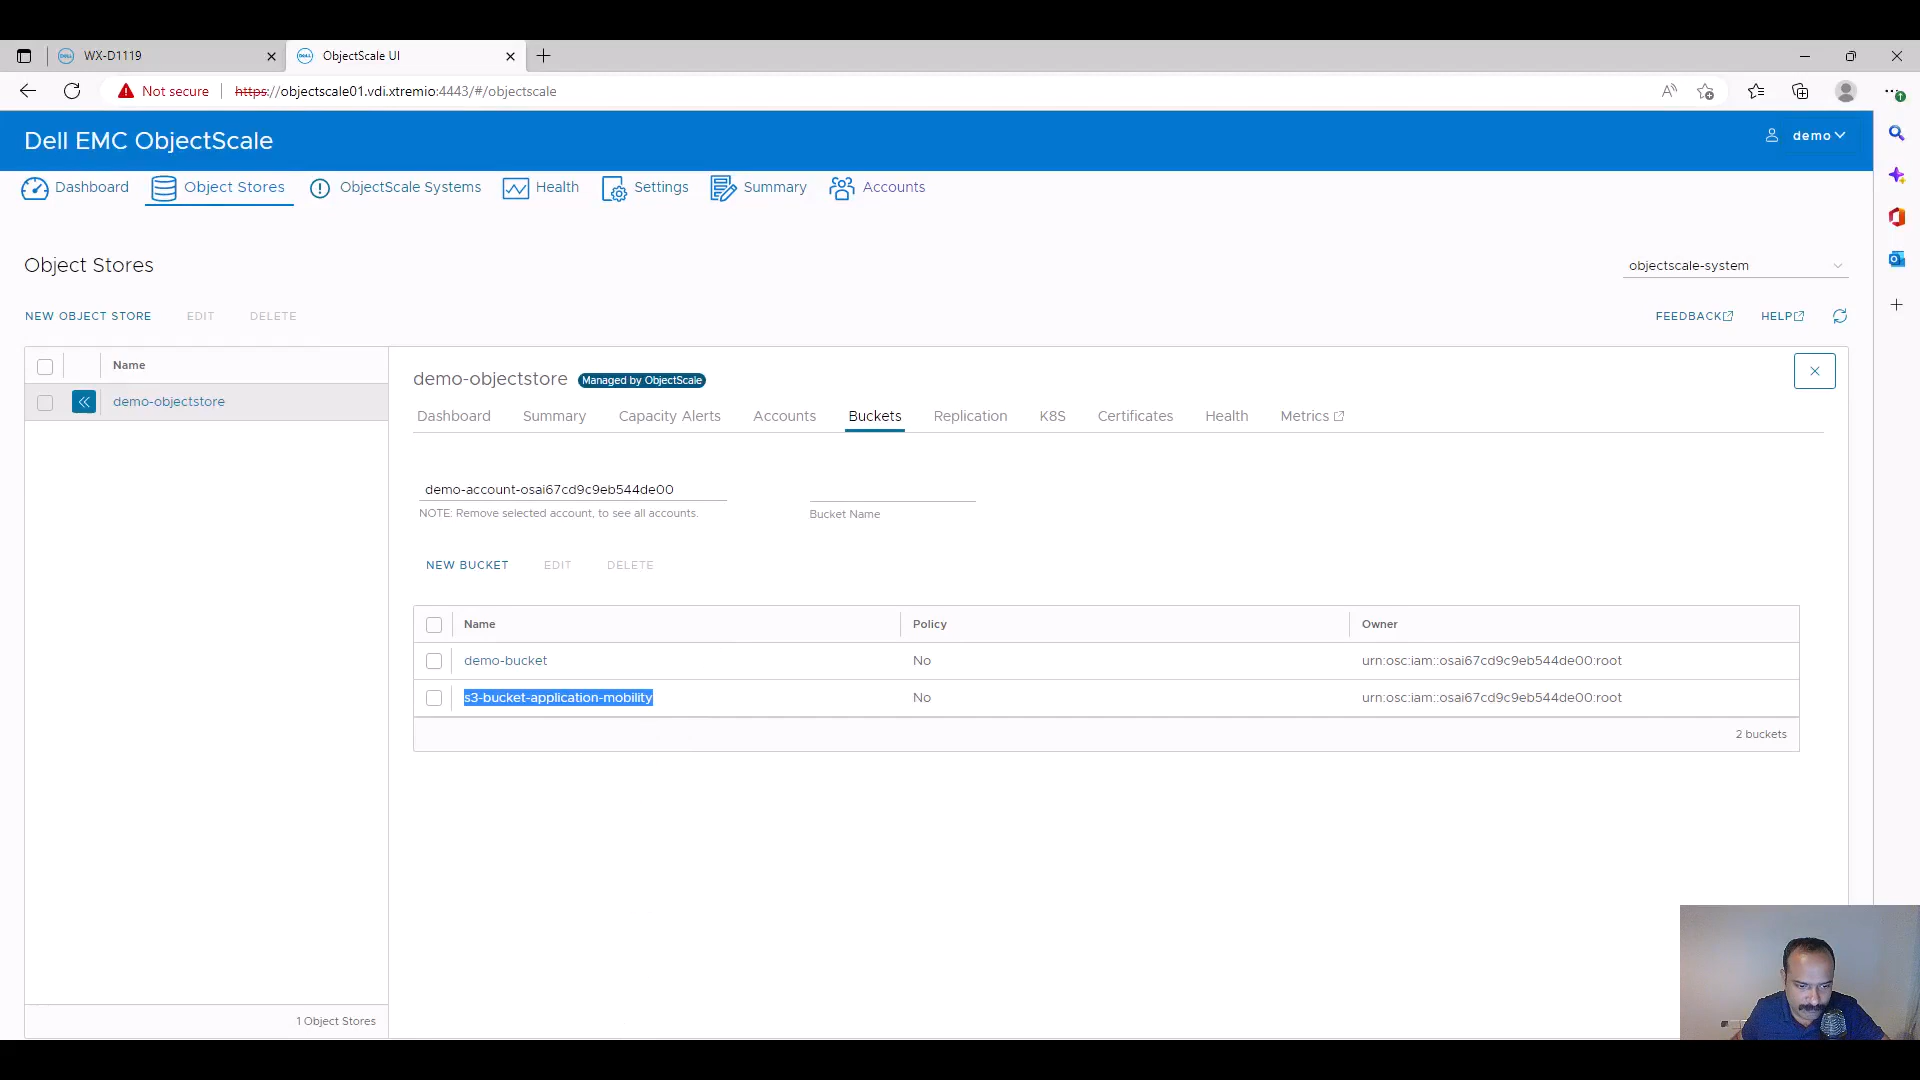 WX-D1119
ObjectScale UI
Not secure
https://objectscale01.vdi.xtremio:4443/#/objectscale
Dell EMC ObjectScale
demo
Dashboard
Object Stores
ObjectScale Systems
Health
Settings
Summary
Accounts
Object Stores
objectscale-system
NEW OBJECT STORE
EDIT
DELETE
FEEDBACK
HELP
Name
demo-objectstore
1 Object Stores
demo-objectstore
Managed by ObjectScale
Dashboard
Summary
Capacity Alerts
Accounts
Buckets
Replication
K8S
Certificates
Health
Metrics
demo-account-osai67cd9c9eb544de00
NOTE: Remove selected account, to see all accounts.
Bucket Name
NEW BUCKET
EDIT
DELETE
Name
Policy
Owner
demo-bucket
No
urn:osc:iam::osai67cd9c9eb544de00:root
s3-bucket-application-mobility
No
urn:osc:iam::osai67cd9c9eb544de00:root
2 buckets